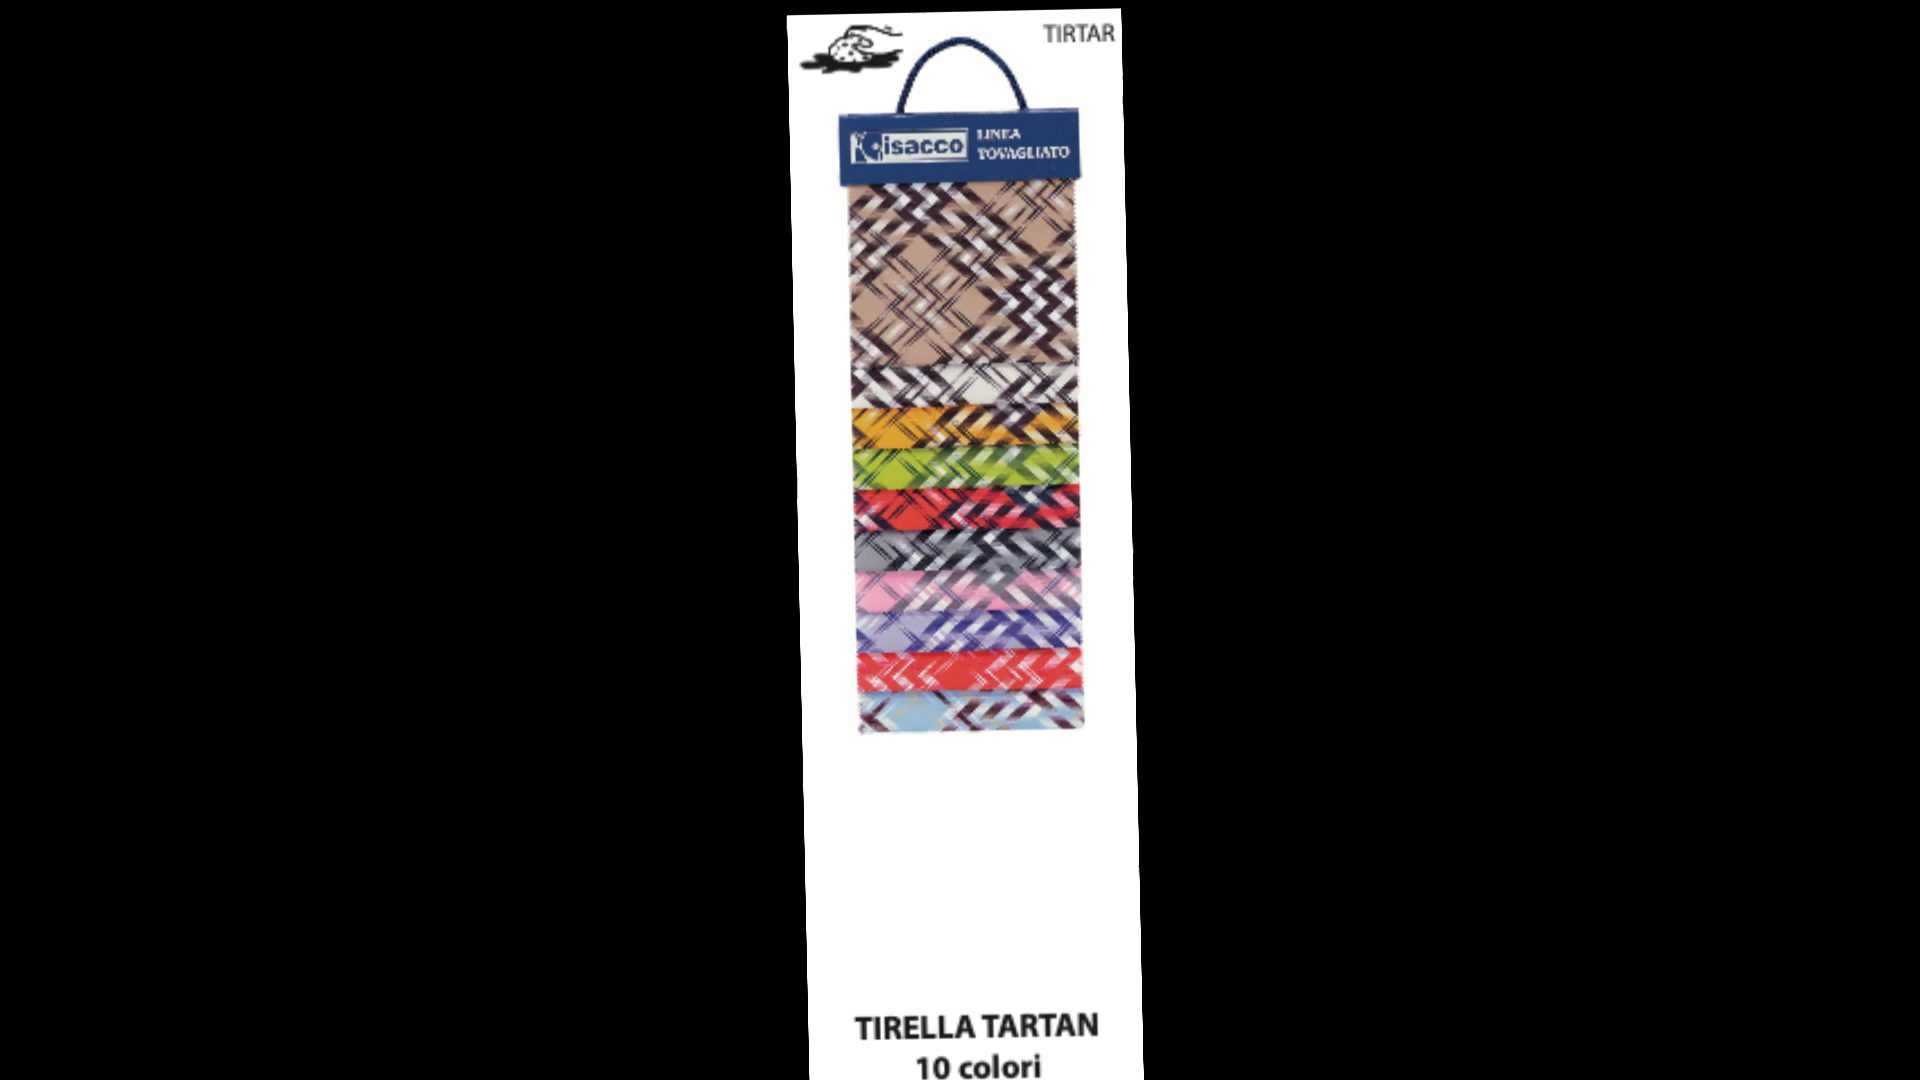 TIRTAR
isacco
LINEA
TOVAGLIATO
TIRELLA TARTAN
10 colori